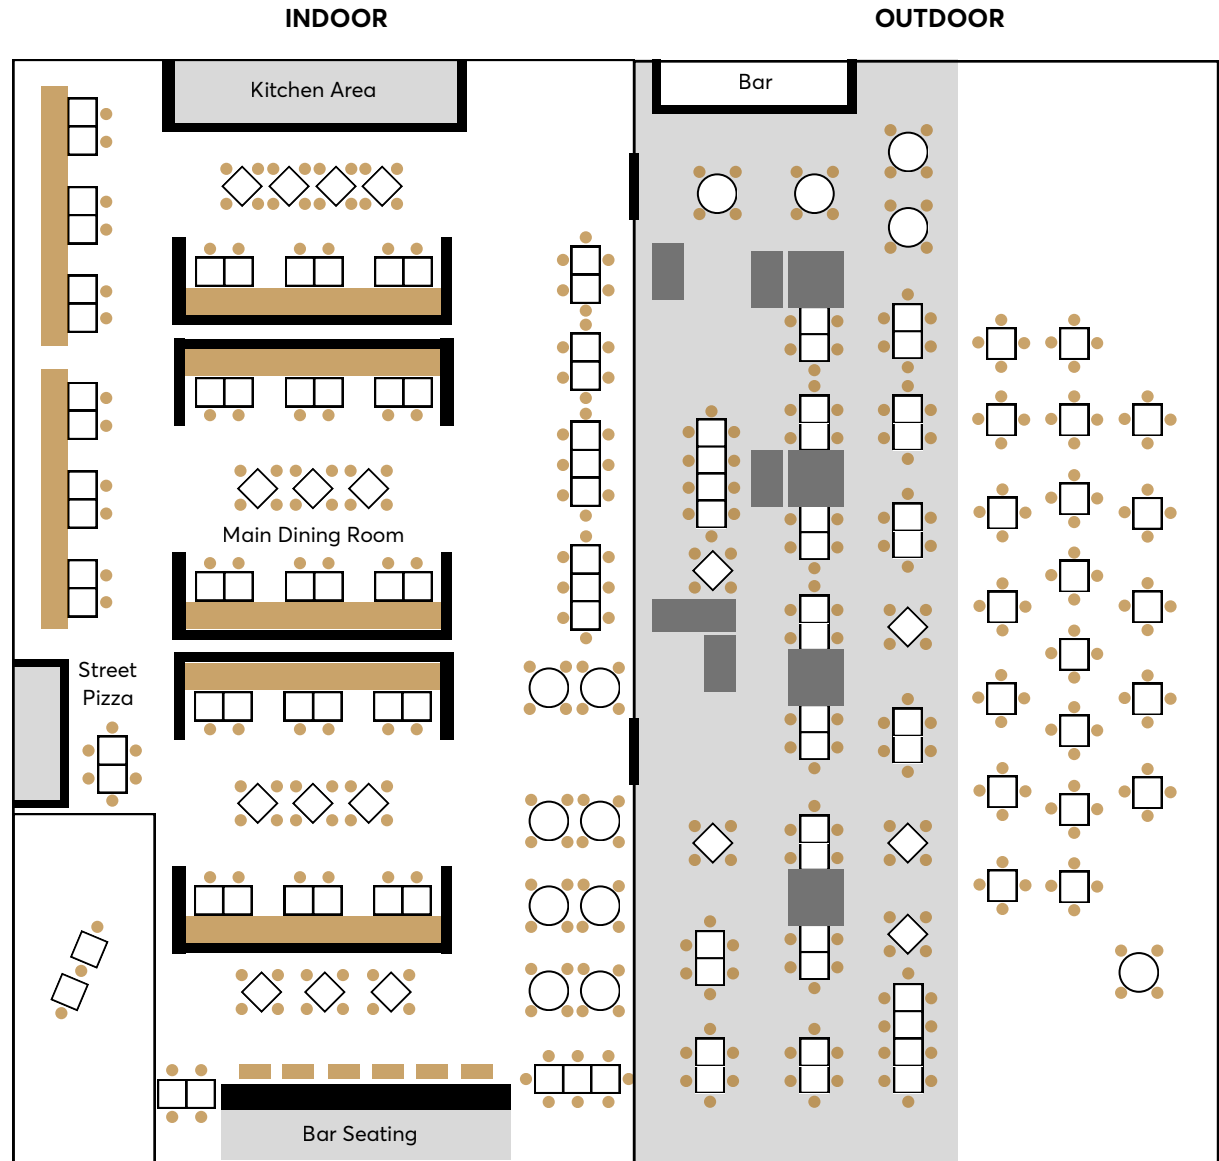 INDOOR
OUTDOOR
Kitchen Area
Bar
Main Dining Room
Street
Pizza
Bar Seating